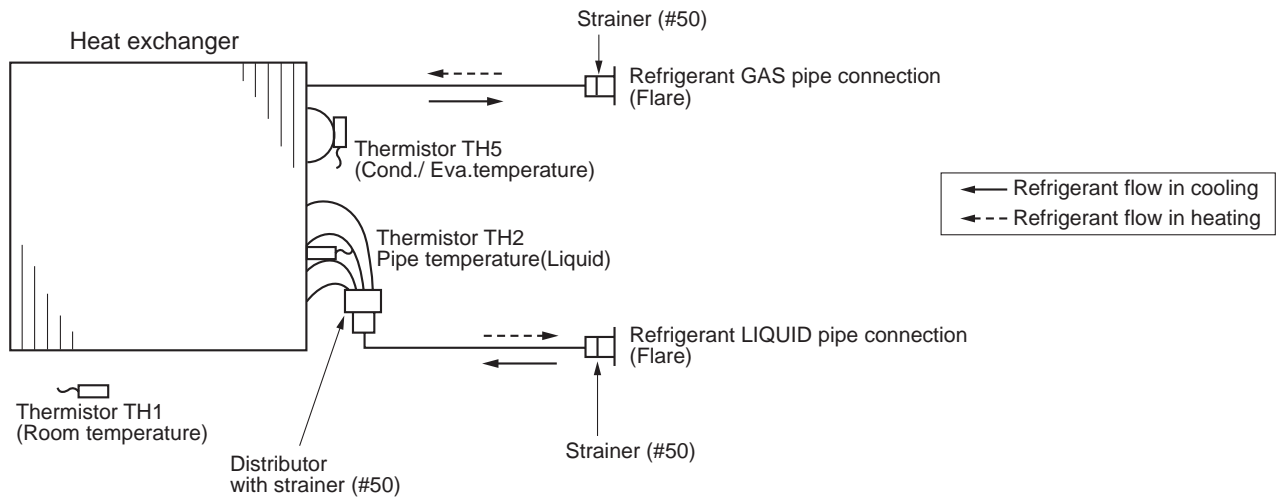 Strainer (#50)
Heat exchanger
Refrigerant GAS pipe connection
(Flare)
Thermistor TH5
(Cond./ Eva.temperature)
Refrigerant flow in cooling
Refrigerant flow in heating
Thermistor TH2
Pipe temperature(Liquid)
Refrigerant LIQUID pipe connection
(Flare)
Thermistor TH1
(Room temperature)
Strainer (#50)
Distributor
with strainer (#50)